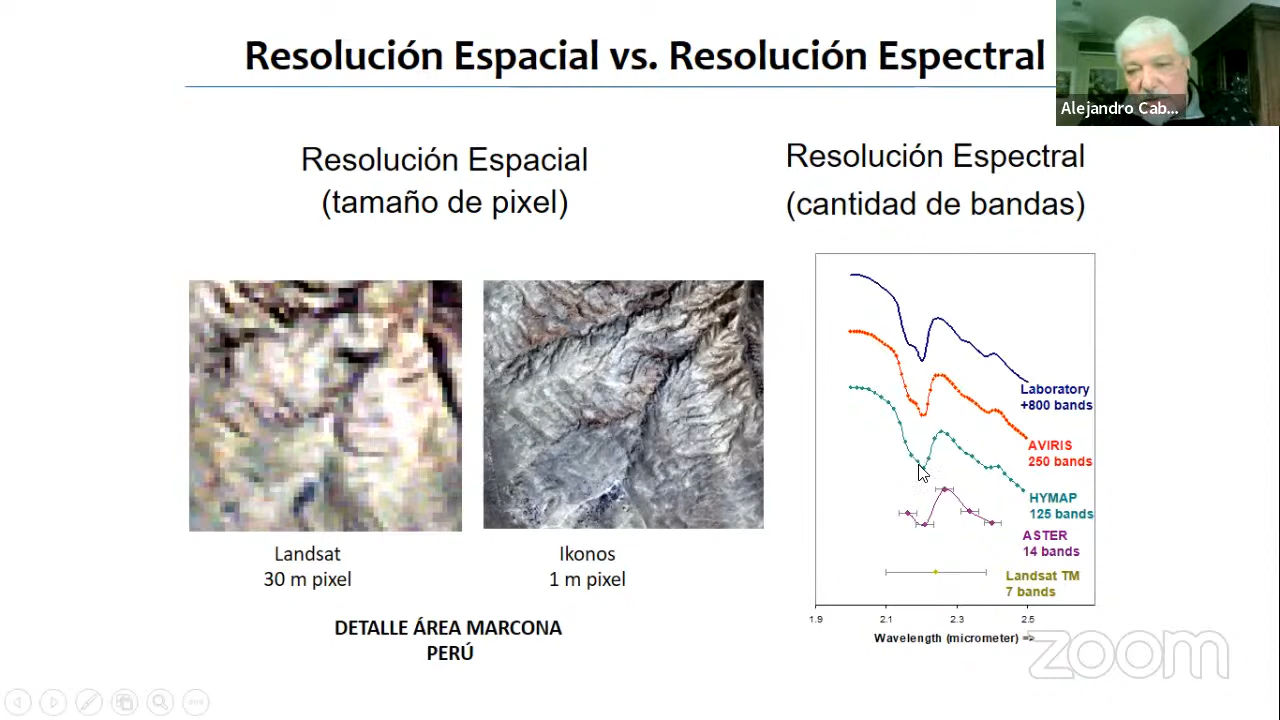 Resolución Espacial vs. Resolución Espectral
Alejandro Cab...
Resolución Espacial
(tamaño de pixel)
Resolución Espectral
(cantidad de bandas)
Landsat
30 m pixel
Ikonos
1 m pixel
DETALLE ÁREA MARCONA
PERÚ
Laboratory
+800 bands
AVIRIS
250 bands
HYMAP
125 bands
ASTER
14 bands
Landsat TM
7 bands
1.9 2.1 2.3 2.5
Wavelength (micrometer) =>
zoom